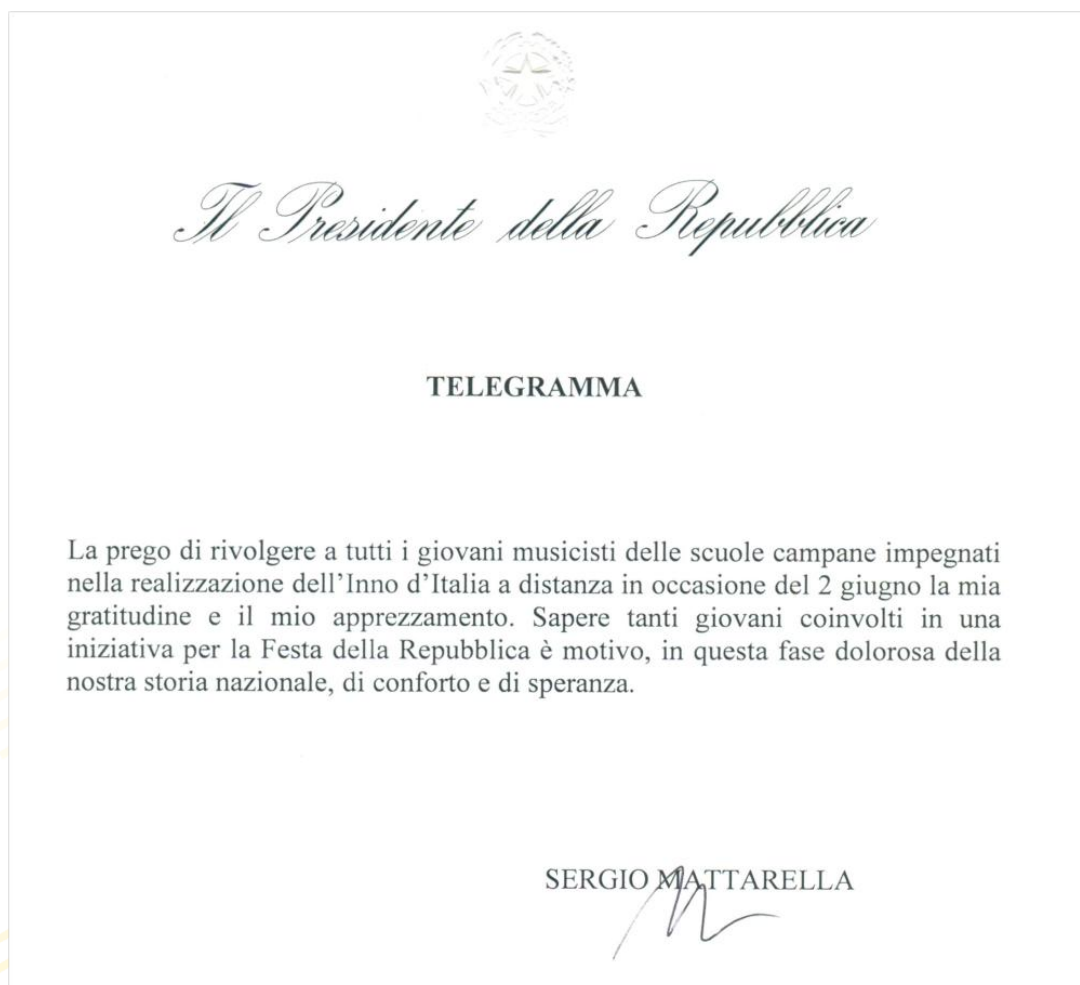 Il Presidente della Repubblica
TELEGRAMMA
La prego di rivolgere a tutti i giovani musicisti delle scuole campane impegnati
nella realizzazione dell’Inno d’Italia a distanza in occasione del 2 giugno la mia
gratitudine e il mio apprezzamento. Sapere tanti giovani coinvolti in una
iniziativa per la Festa della Repubblica è motivo, in questa fase dolorosa della
nostra storia nazionale, di conforto e di speranza.
SERGIO MATTARELLA